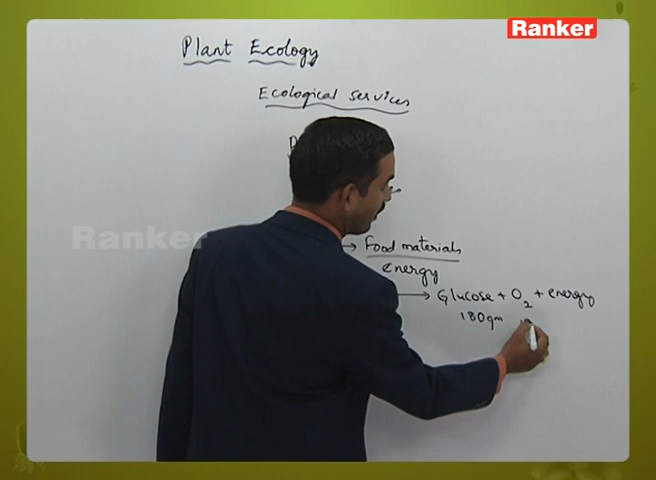 Ranker
Plant Ecology
Ecological services
Ranker
→ Food materials
energy
→ Glucose + O2 + energy
180gm